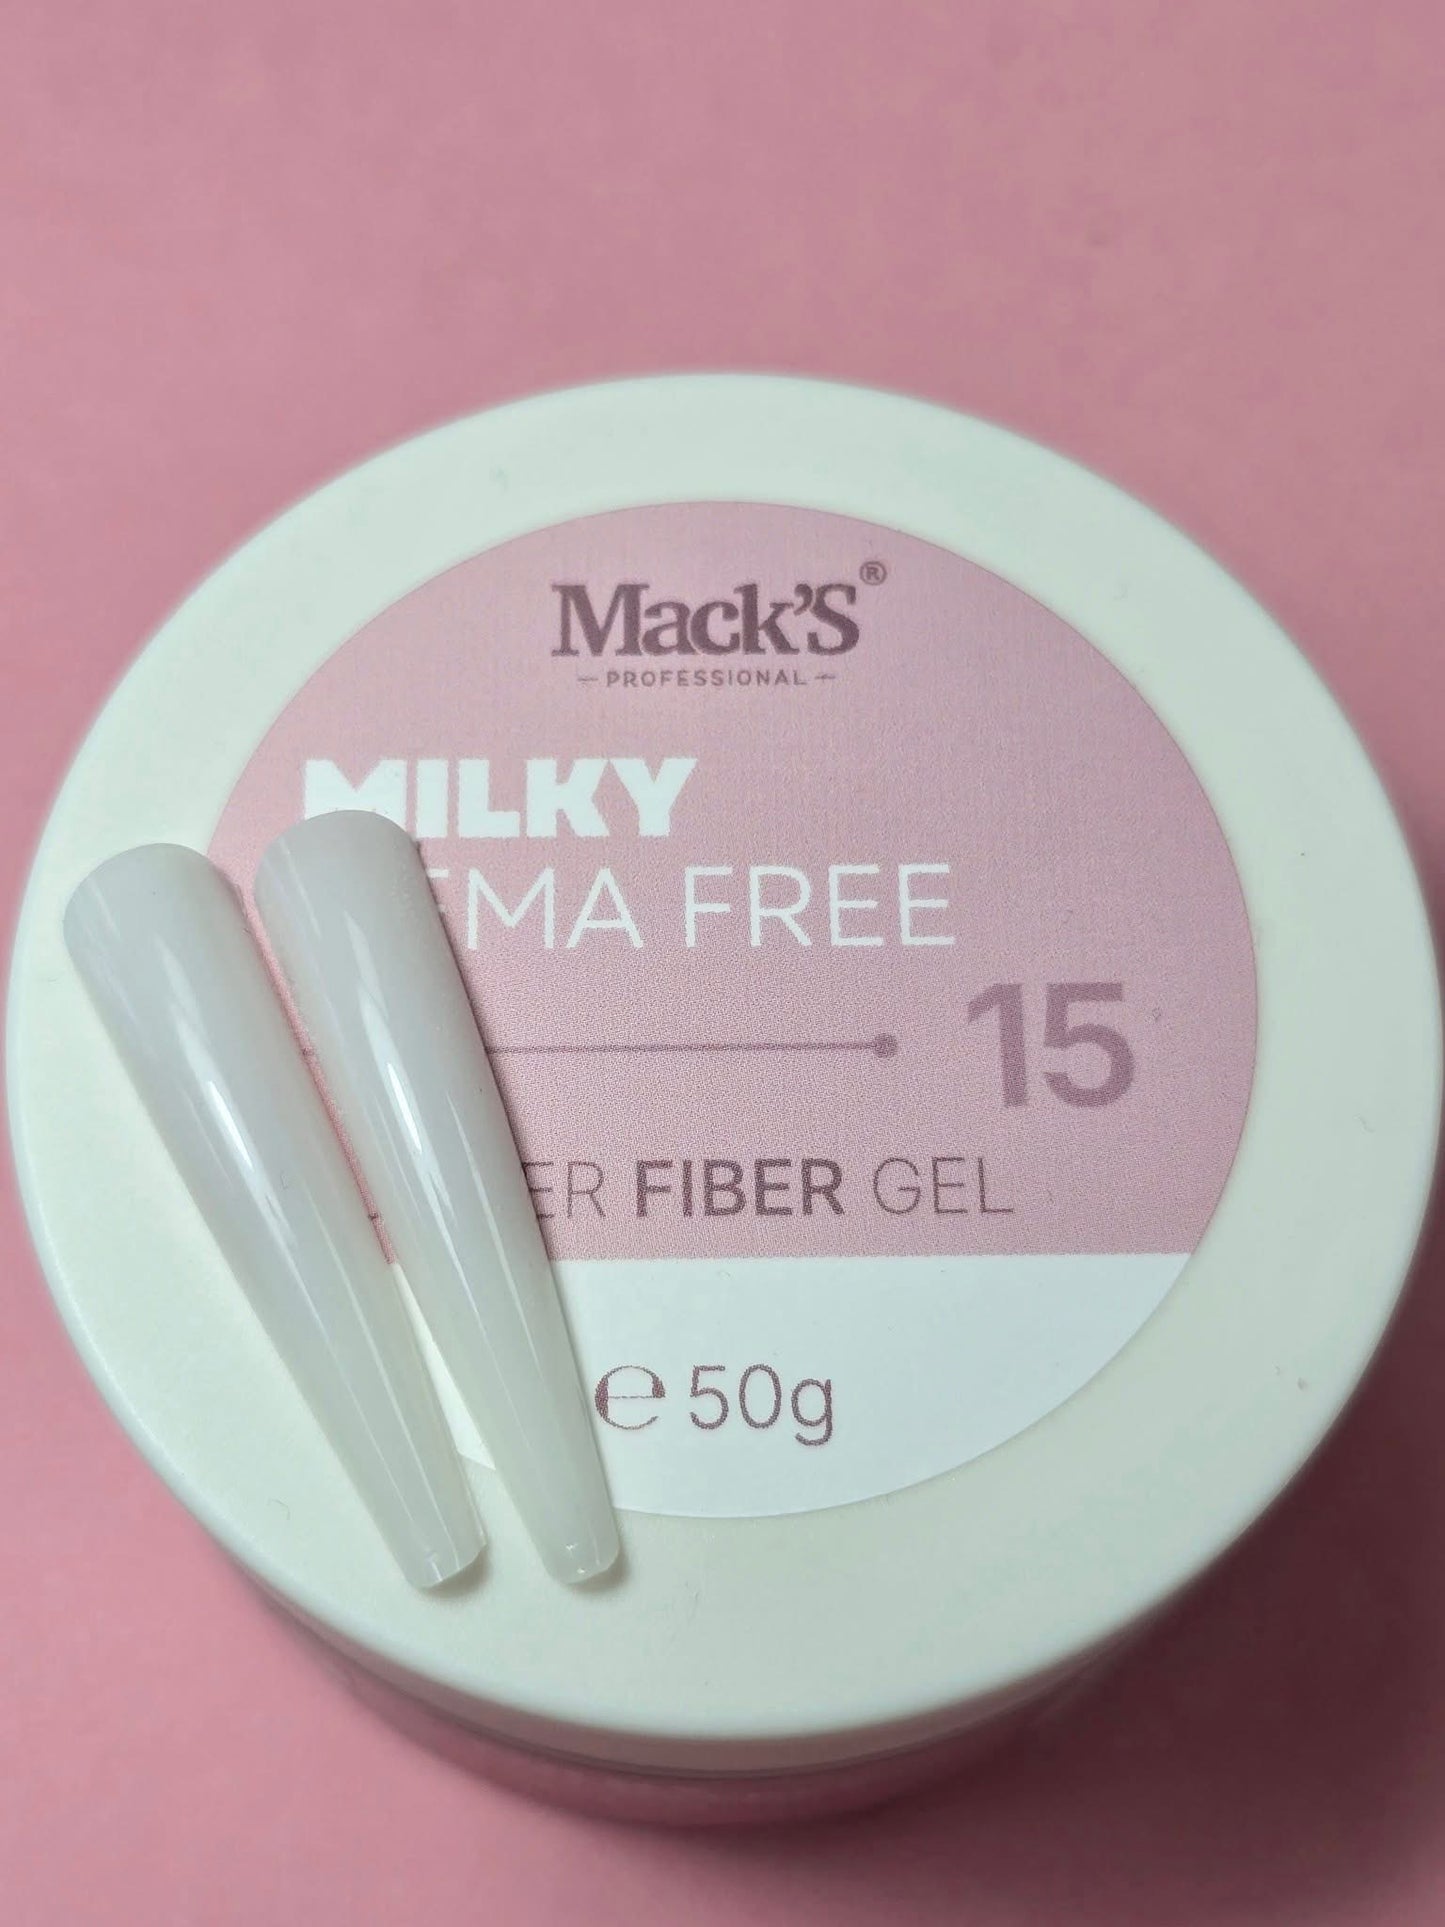 Mack'S®
PROFESSIONAL
MILKY
EMA FREE
15
ER FIBER GEL
℮ 50g